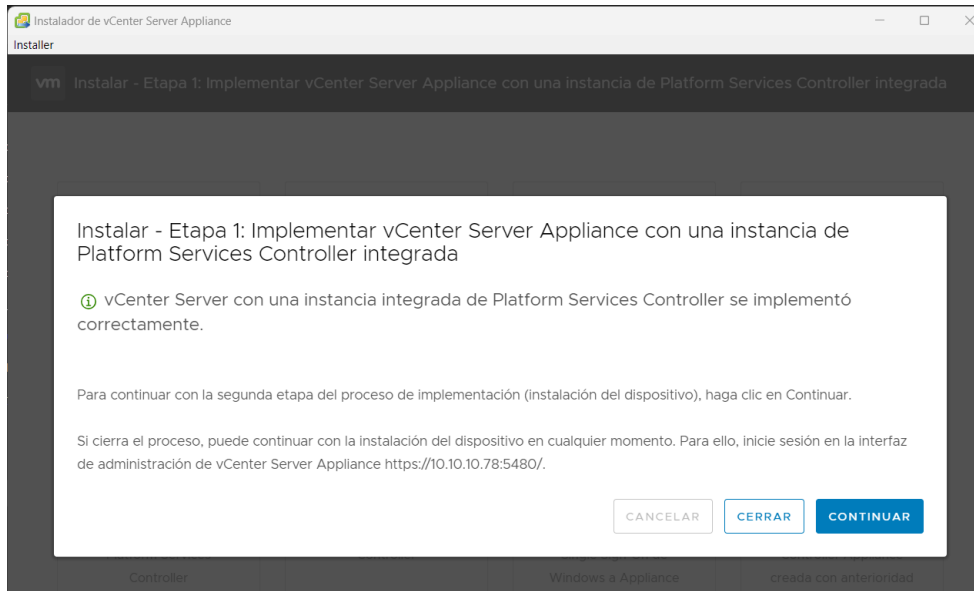 Instalador de vCenter Server Appliance
Installer
vm Instalar - Etapa 1: Implementar vCenter Server Appliance con una instancia de Platform Services Controller integrada
Instalar - Etapa 1: Implementar vCenter Server Appliance con una instancia de
Platform Services Controller integrada
vCenter Server con una instancia integrada de Platform Services Controller se implementó
correctamente.
Para continuar con la segunda etapa del proceso de implementación (instalación del dispositivo), haga clic en Continuar.
Si cierra el proceso, puede continuar con la instalación del dispositivo en cualquier momento. Para ello, inicie sesión en la interfaz
de administración de vCenter Server Appliance https://10.10.10.78:5480/.
CANCELAR CERRAR CONTINUAR
Controller Windows a Appliance creada con anterioridad